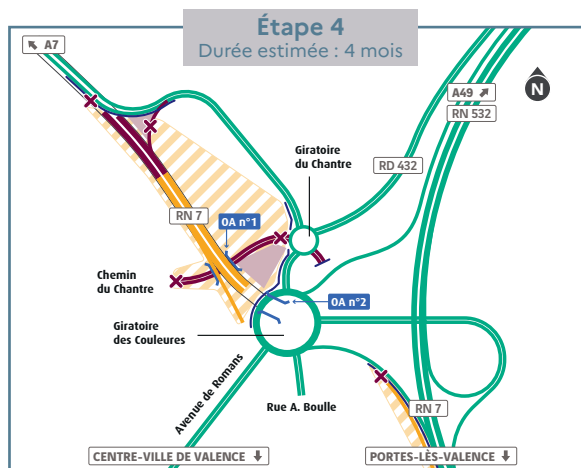 Étape 4
Durée estimée : 4 mois
A7
A49
N
RN 532
Giratoire
du Chantre
RD 432
RN 7
OA n°1
Chemin
du Chantre
OA n°2
Giratoire
des Couleures
Avenue de Romans
Rue A. Boulle
RN 7
CENTRE-VILLE DE VALENCE
PORTES-LÈS-VALENCE